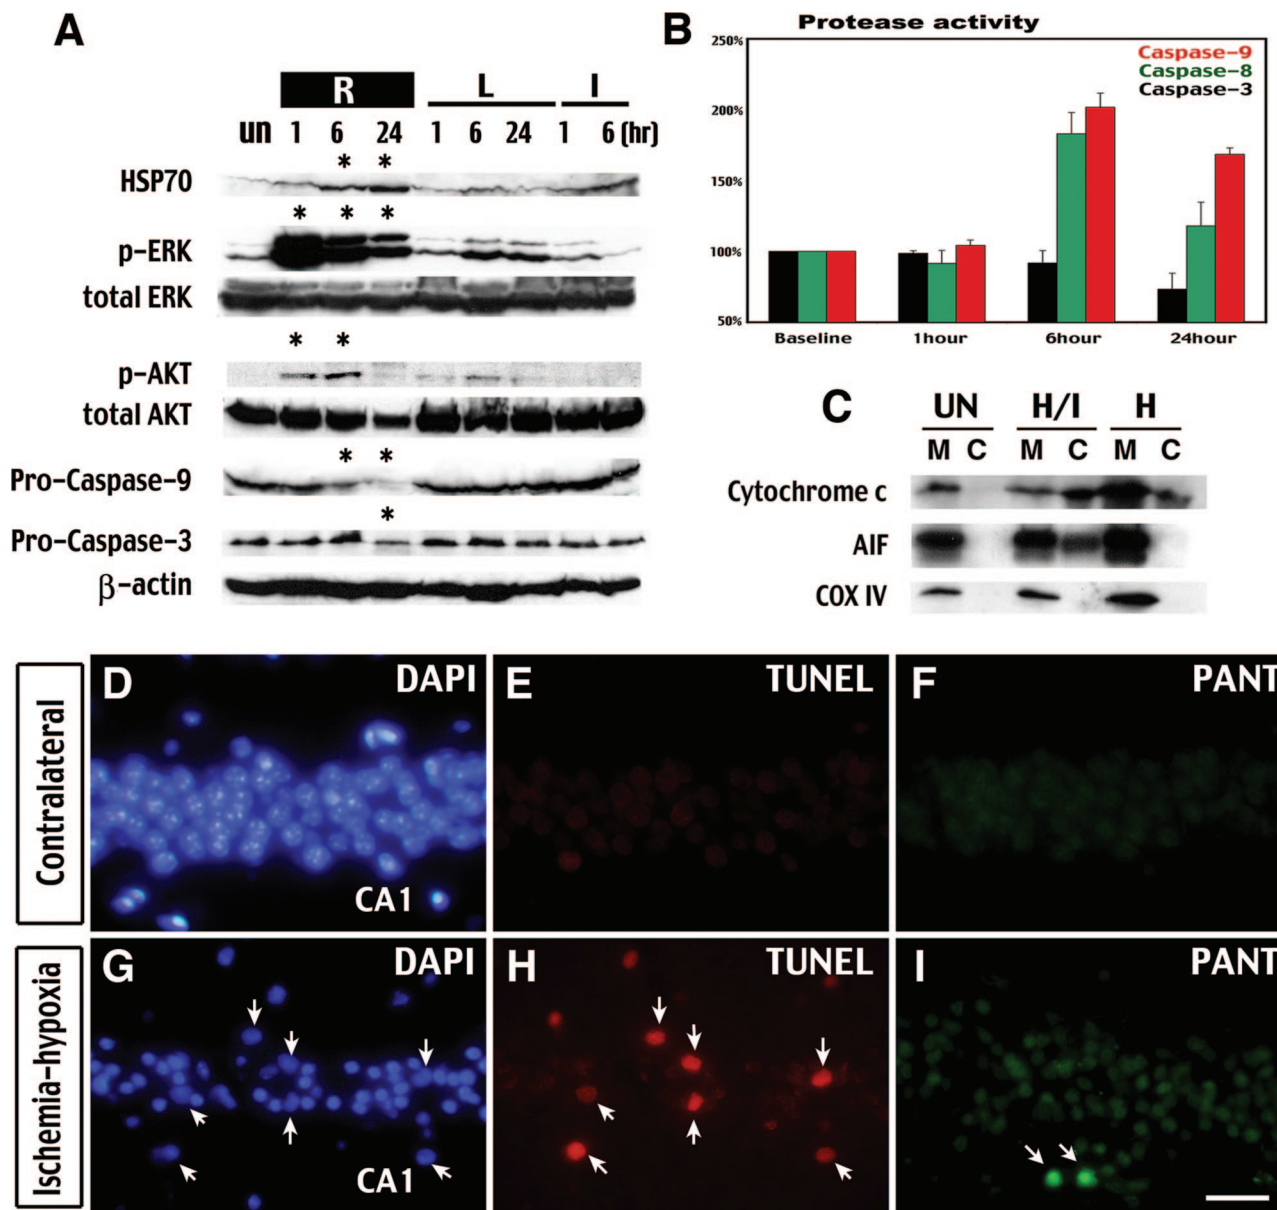 A
R L I
un 1 6 24 1 6 24 1 6 (hr)
* *
HSP70
* * *
p-ERK
total ERK
* *
p-AKT
total AKT
* *
Pro-Caspase-9
*
Pro-Caspase-3
β-actin
B
Protease activity
250%
200%
150%
100%
50%
Caspase-9
Caspase-8
Caspase-3
Baseline 1hour 6hour 24hour
C
UN H/I H
M C M C M C
Cytochrome c
AIF
COX IV
Contralateral
D DAPI
CA1
E TUNEL
F PANT
Ischemia-hypoxia
G DAPI
CA1
H TUNEL
I PANT